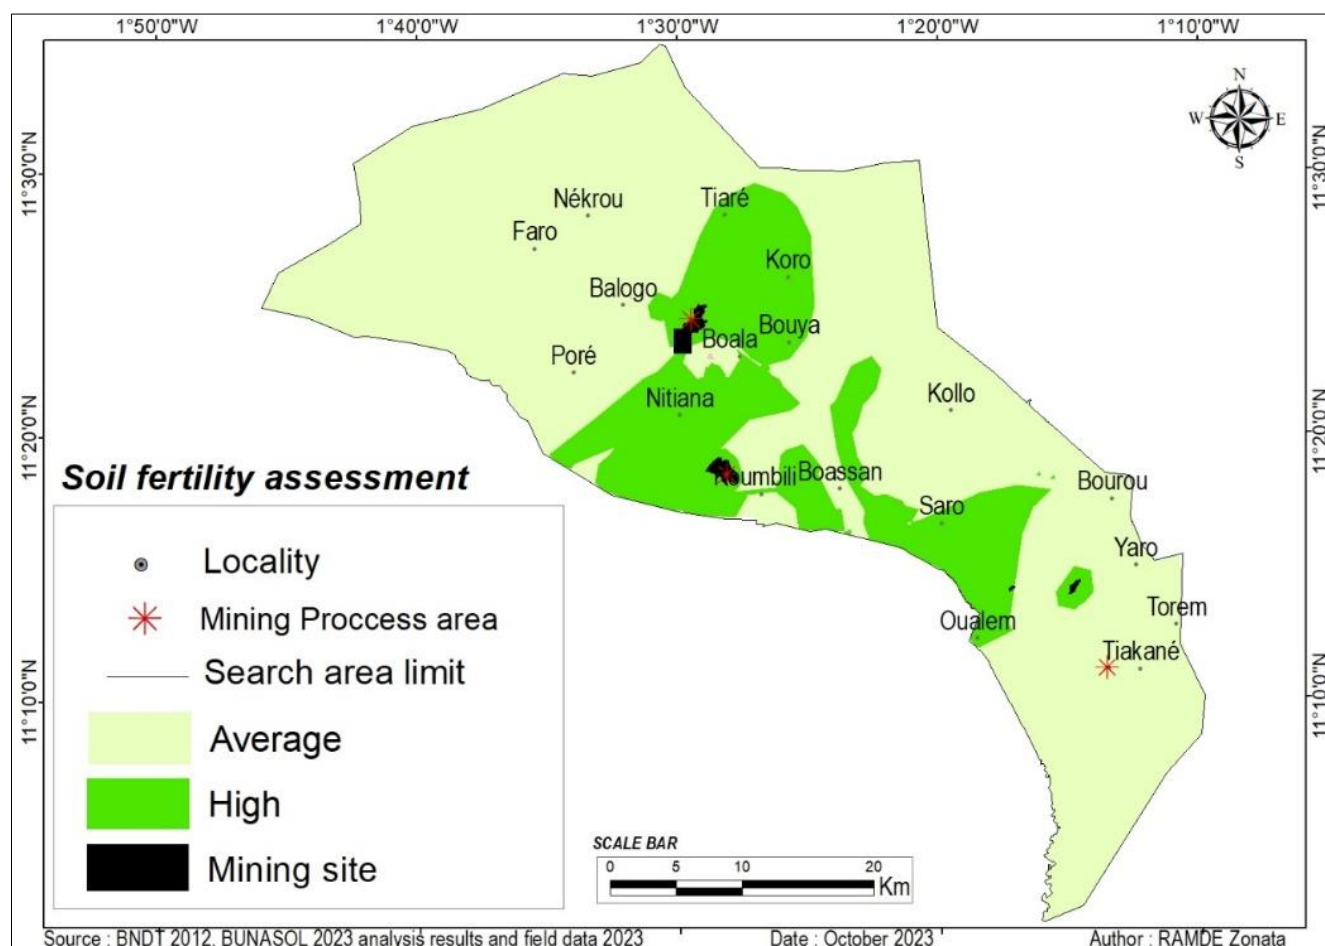 1°50'0"W 1°40'0"W 1°30'0"W 1°20'0"W 1°10'0"W
N
W E
S
11°30'0"N 11°30'0"N
Nékrou Tiaré
Faro
Koro
Balogo
Bouya
Boala
Poré
Nitiana
Kollo
11°20'0"N 11°20'0"N
Soil fertility assessment
Koumbili Boassan
Bourou
Saro
Yaro
Torem
Oualem
Tiakané
11°10'0"N 11°10'0"N
Locality
Mining Proccess area
Search area limit
Average
High
Mining site
SCALE BAR
0 5 10 20
Km
Source : BNDT 2012, BUNASOL 2023 analysis results and field data 2023 Date : October 2023 Author : RAMDE Zonata